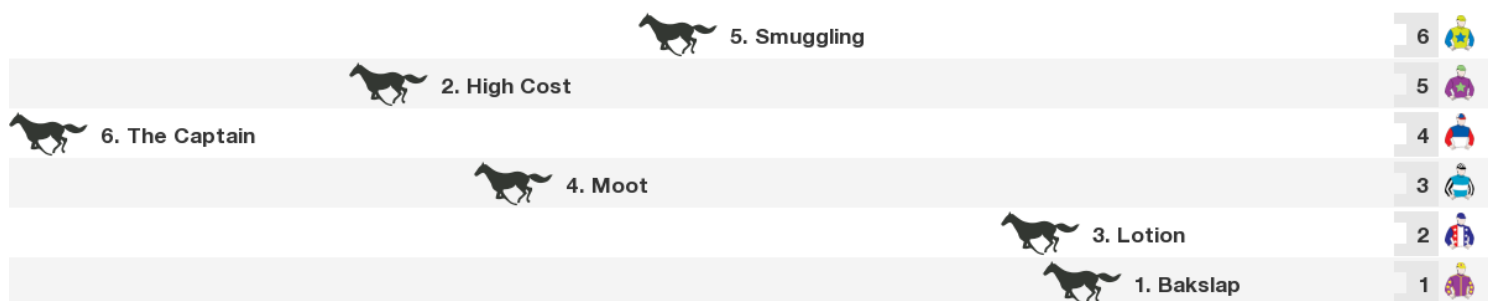 5. Smuggling 6
2. High Cost 5
6. The Captain 4
4. Moot 3
3. Lotion 2
1. Bakslap 1